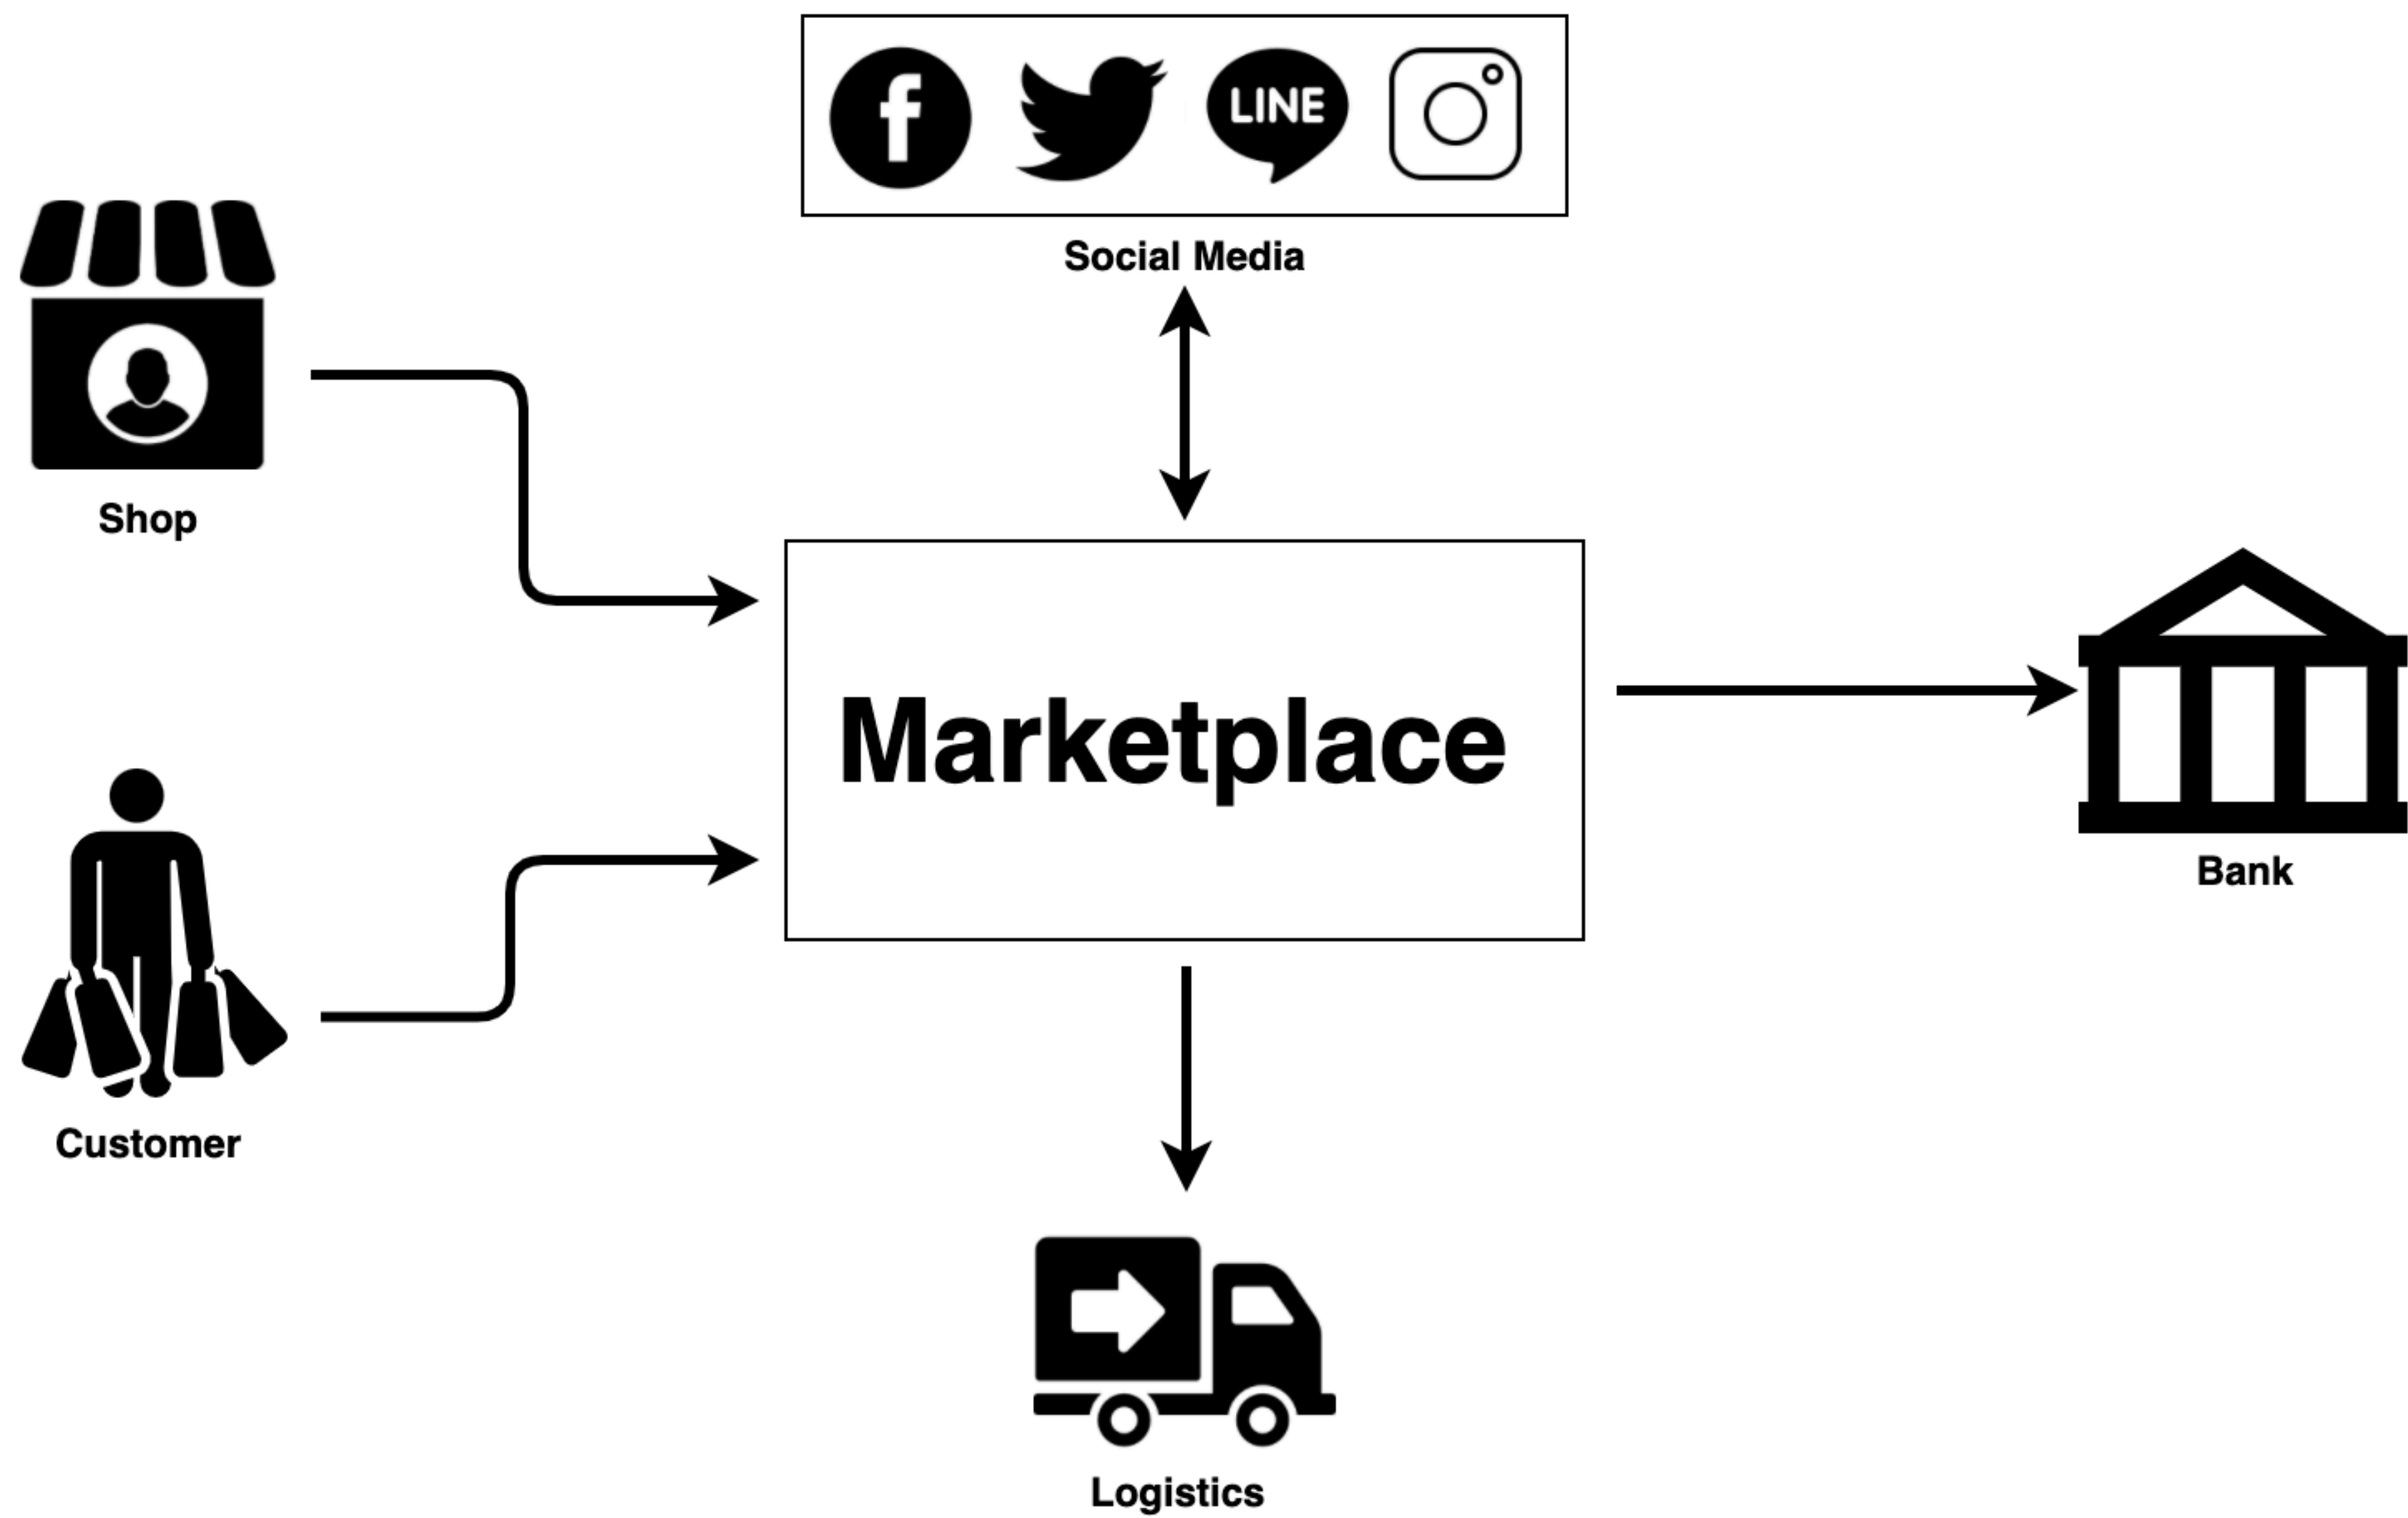 f
LINE
Social Media
Shop
Marketplace
Bank
Customer
Logistics